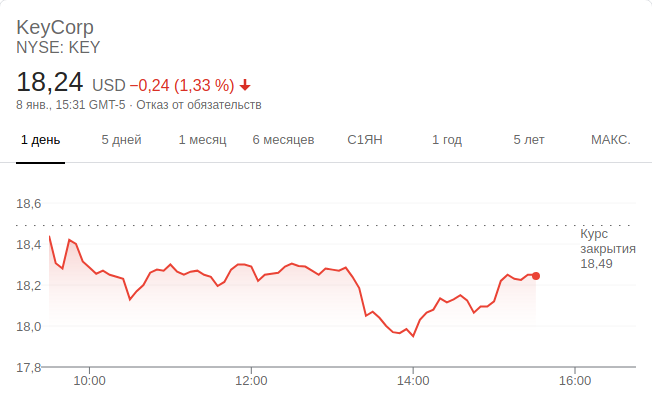 KeyCorp
NYSE: KEY
18,24 USD −0,24 (1,33 %)
8 янв., 15:31 GMT-5 · Отказ от обязательств
1 день 5 дней 1 месяц 6 месяцев С1ЯН 1 год 5 лет МАКС.
18,6
18,4
18,2
18,0
17,8
Курс
закрытия
18,49
10:00 12:00 14:00 16:00